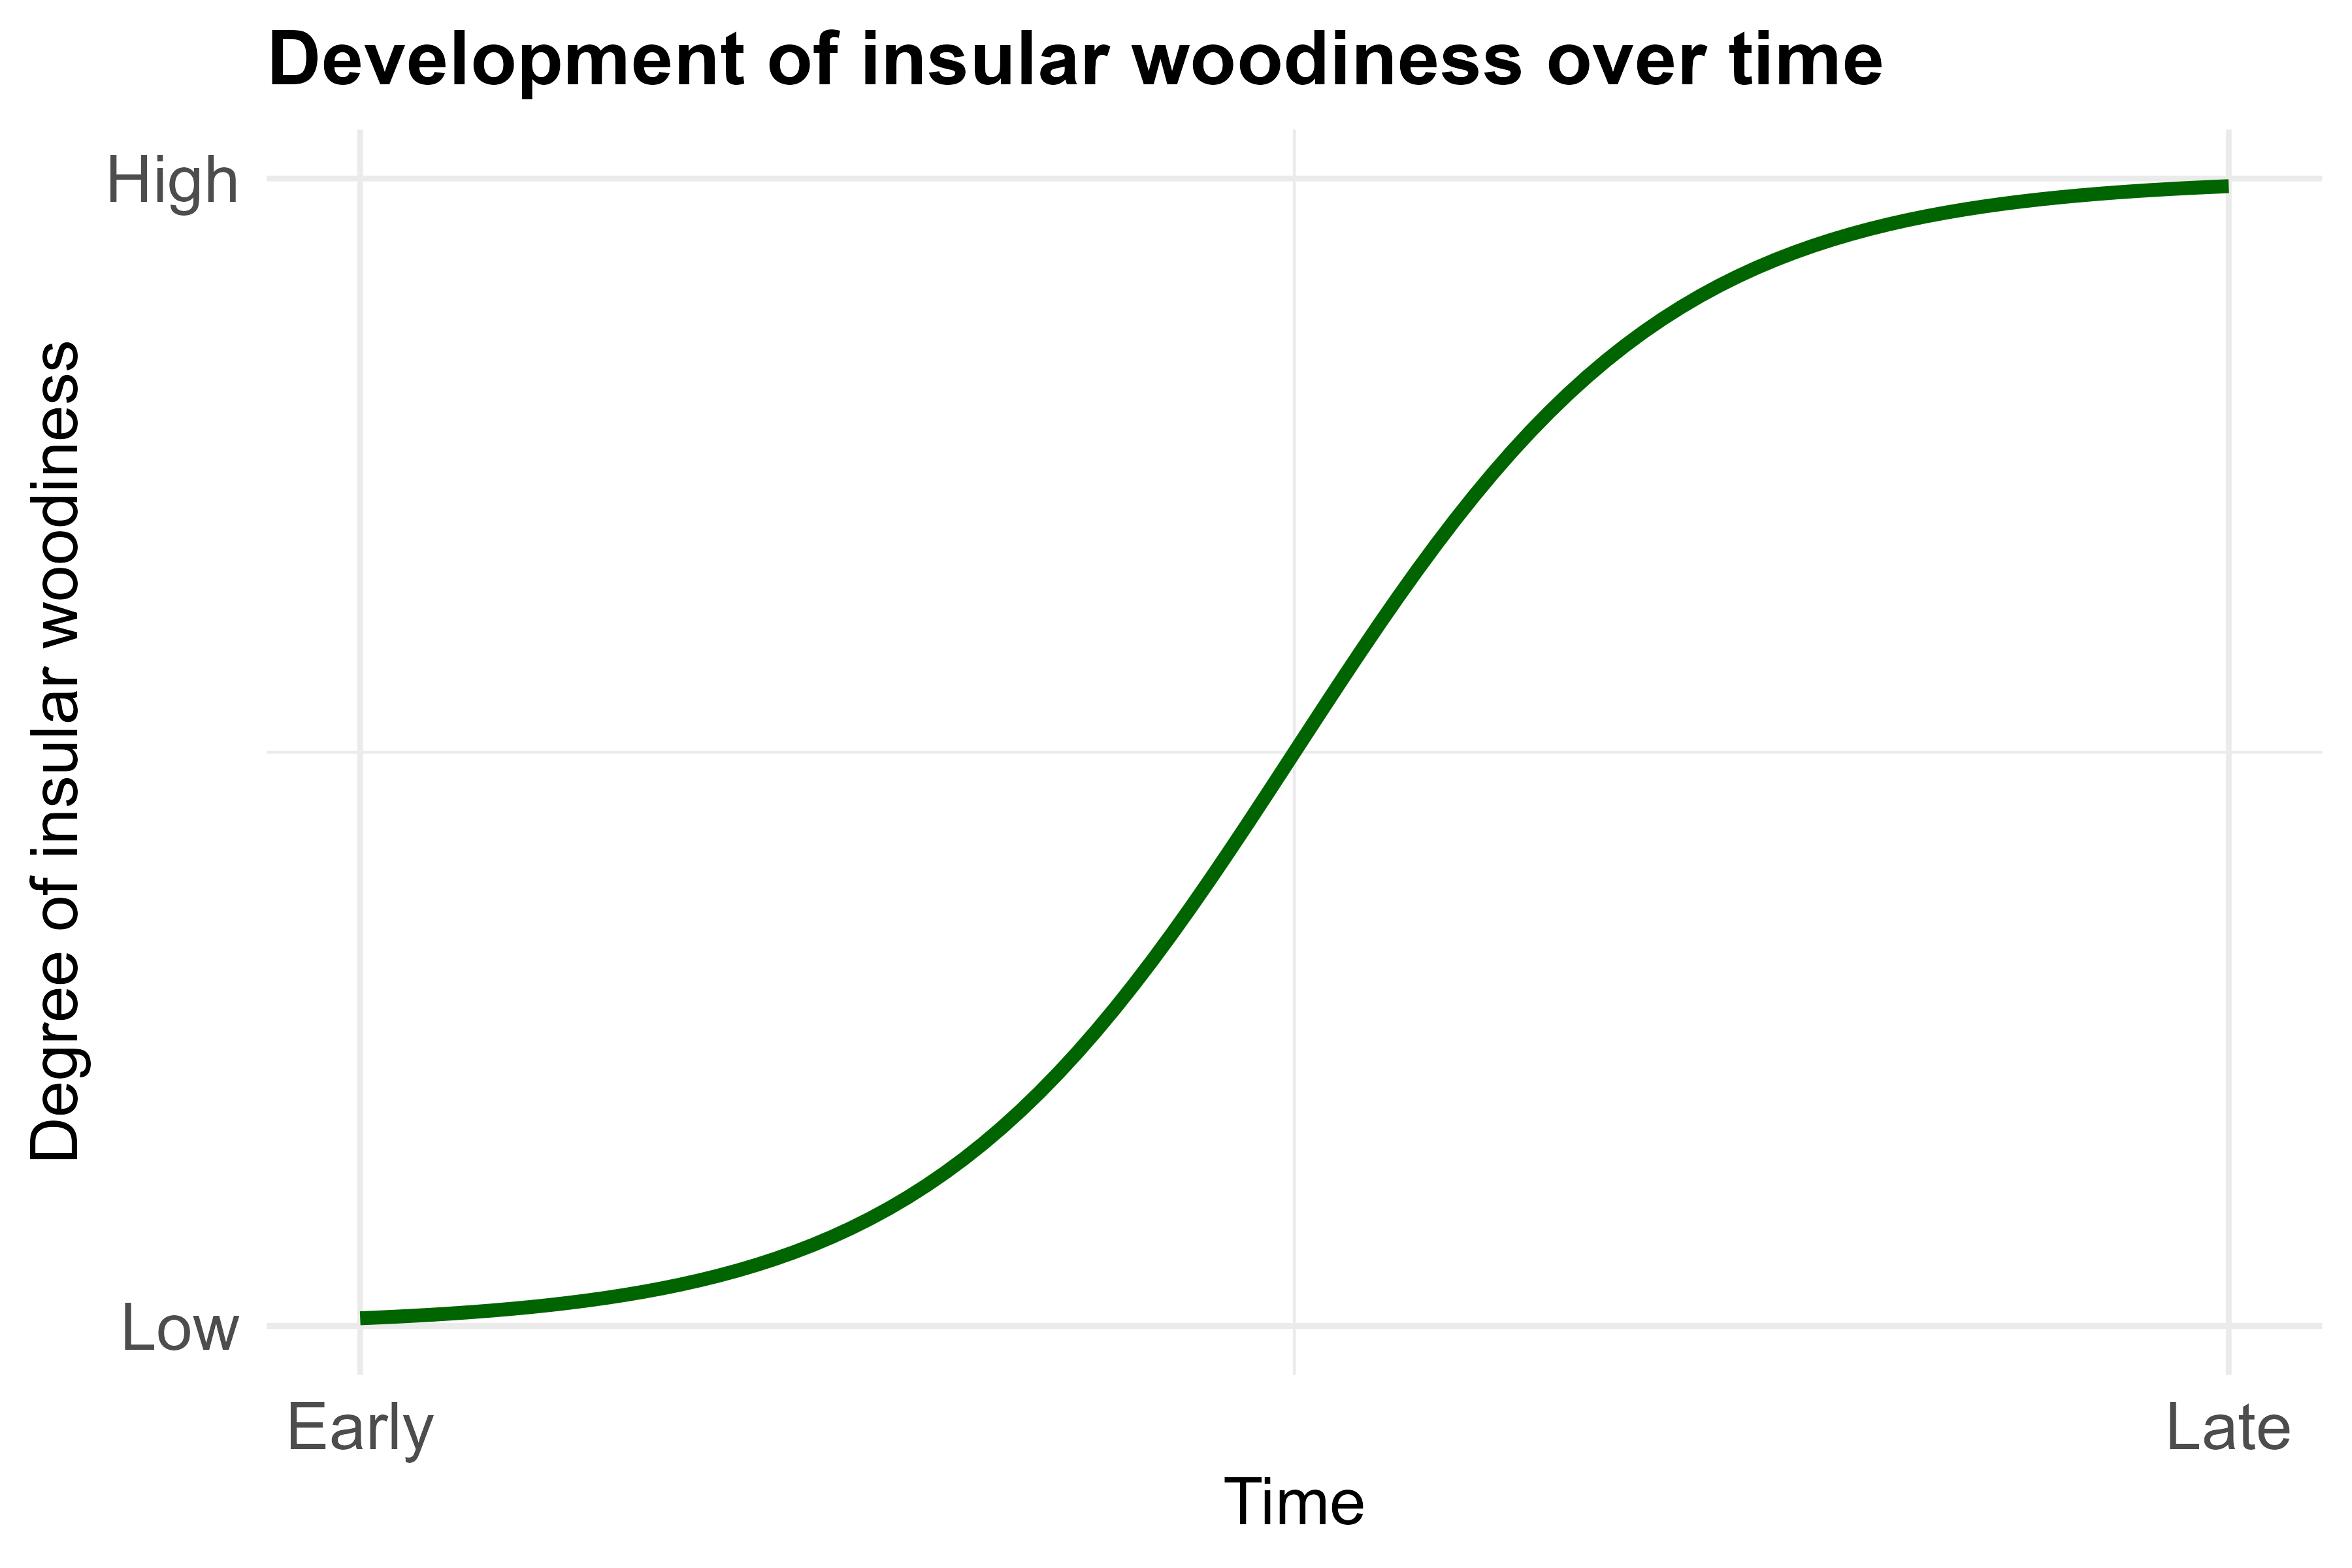 Development of insular woodiness over time
High
Degree of insular woodiness
Low
Early
Late
Time